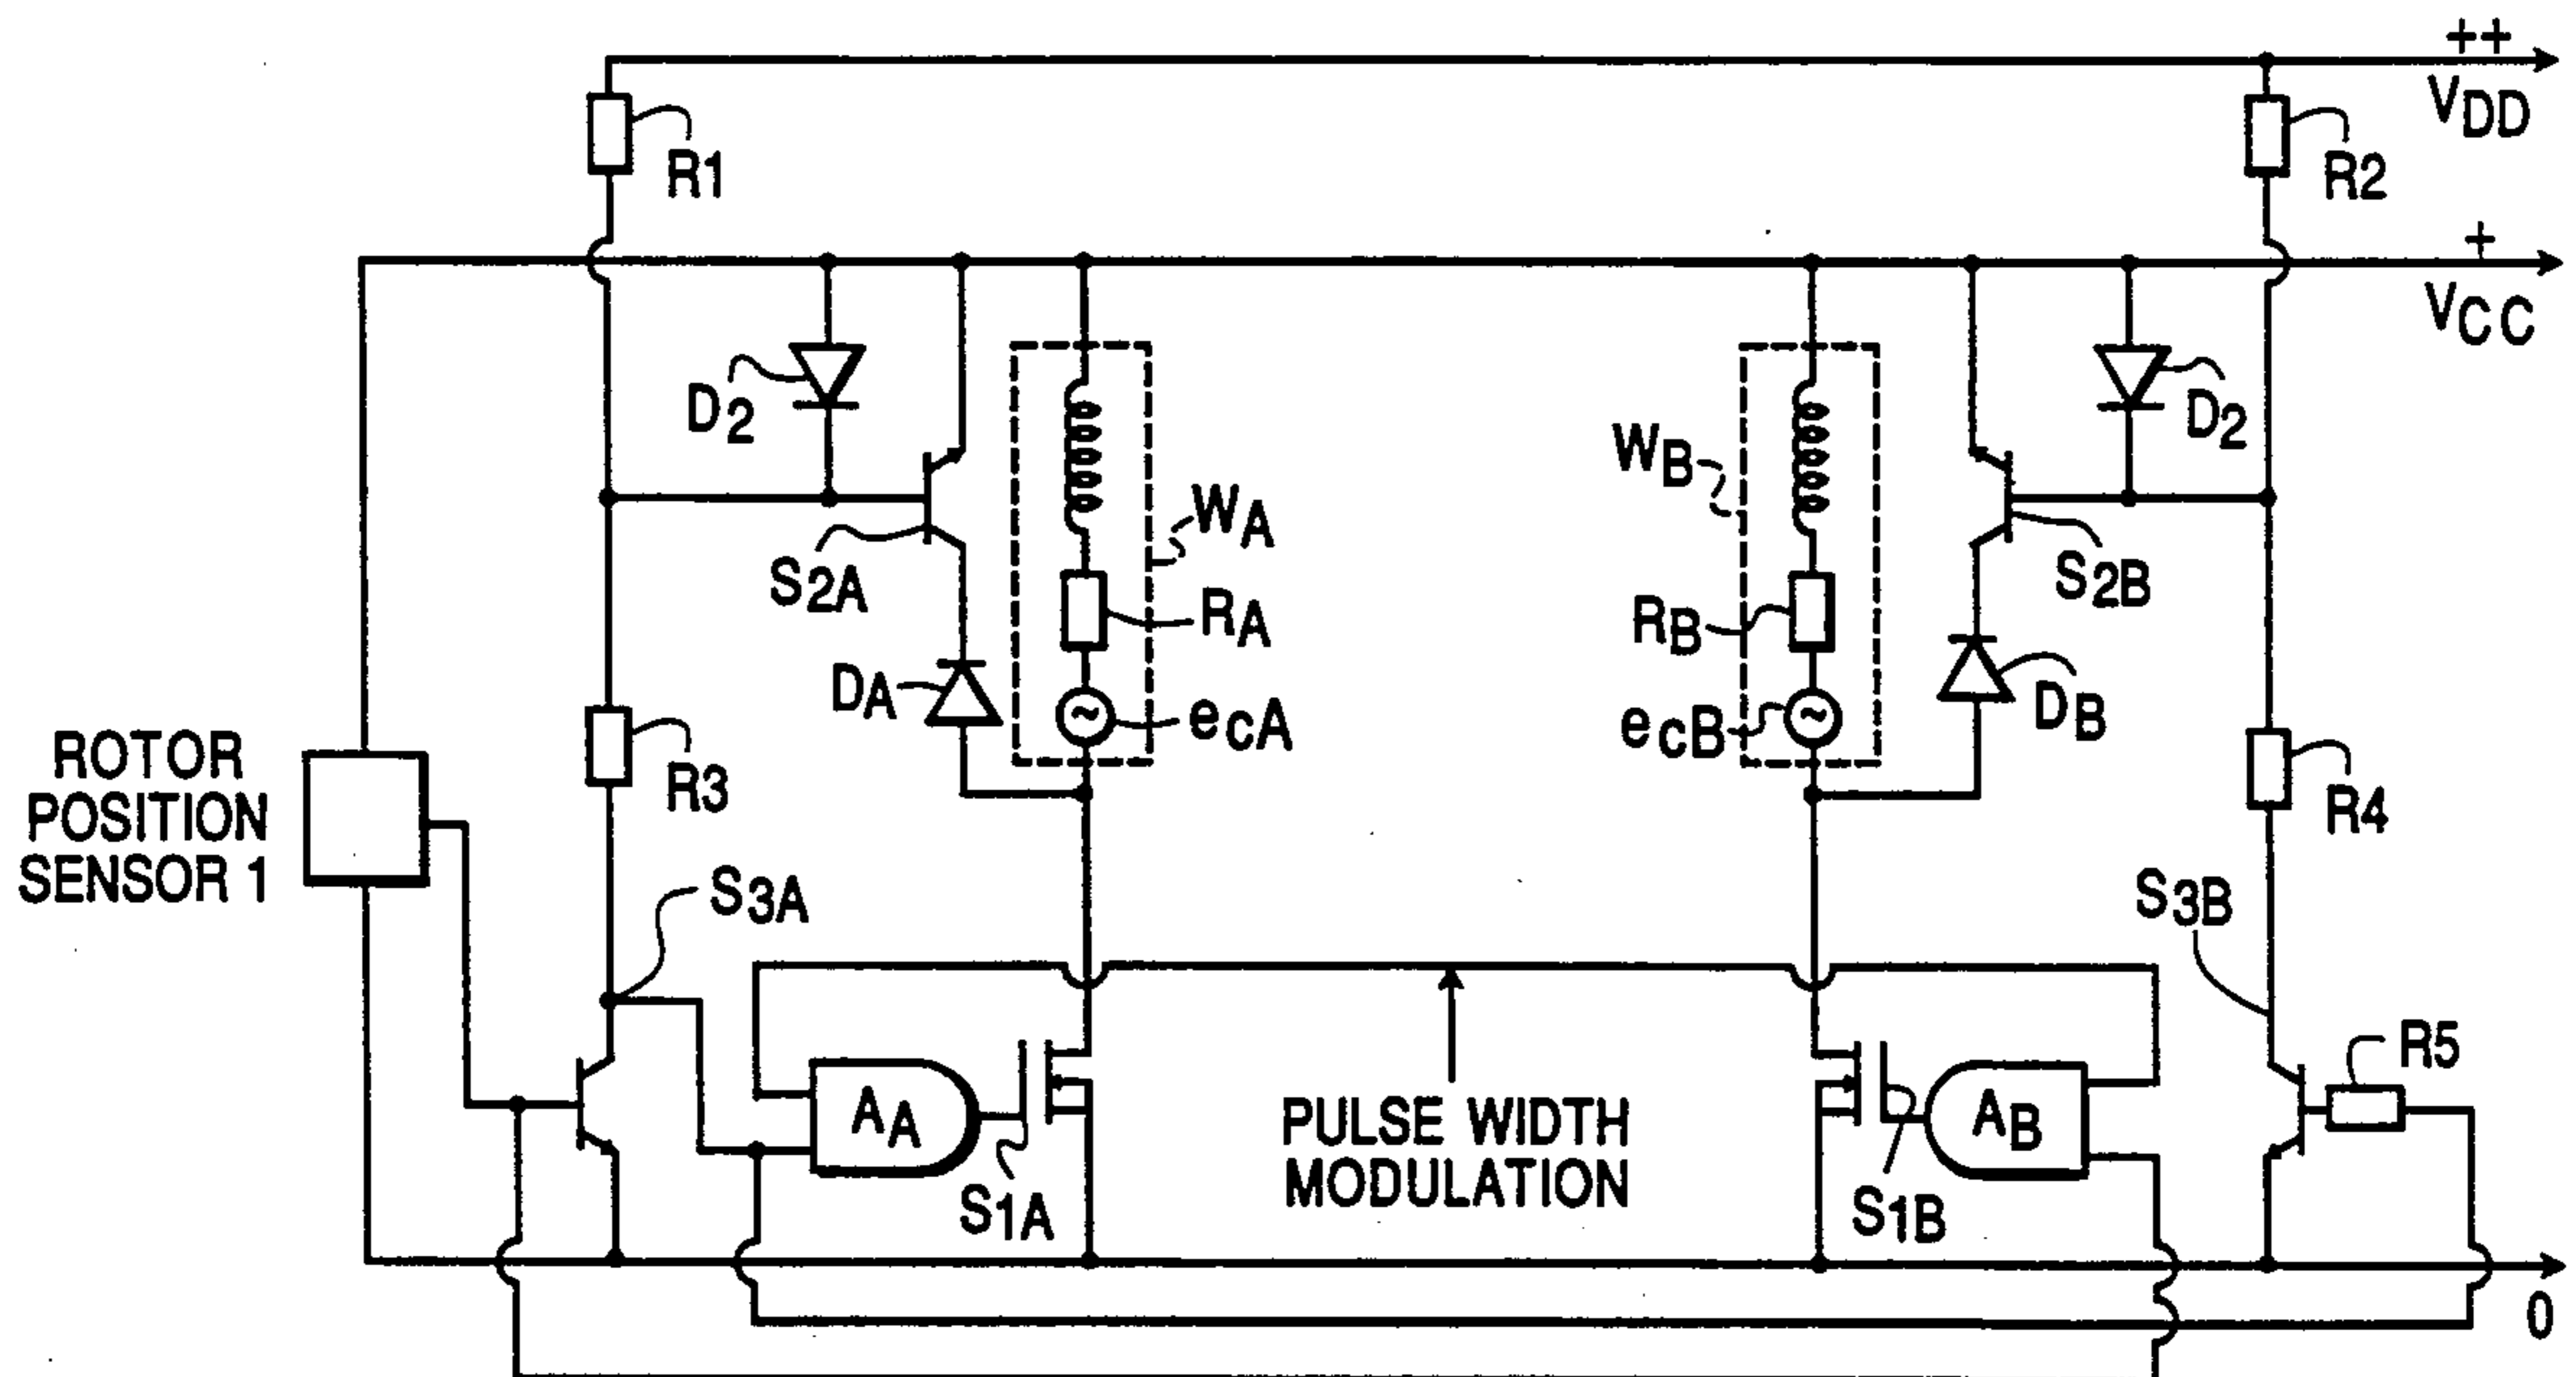 ++
VDD
R1
R2
+
VCC
D2
D2
WA
WB
S2A
S2B
RA
RB
DA
ecA
ecB
DB
ROTOR
POSITION
SENSOR 1
R3
R4
S3A
S3B
R5
AA
AB
PULSE WIDTH
MODULATION
S1A
S1B
0